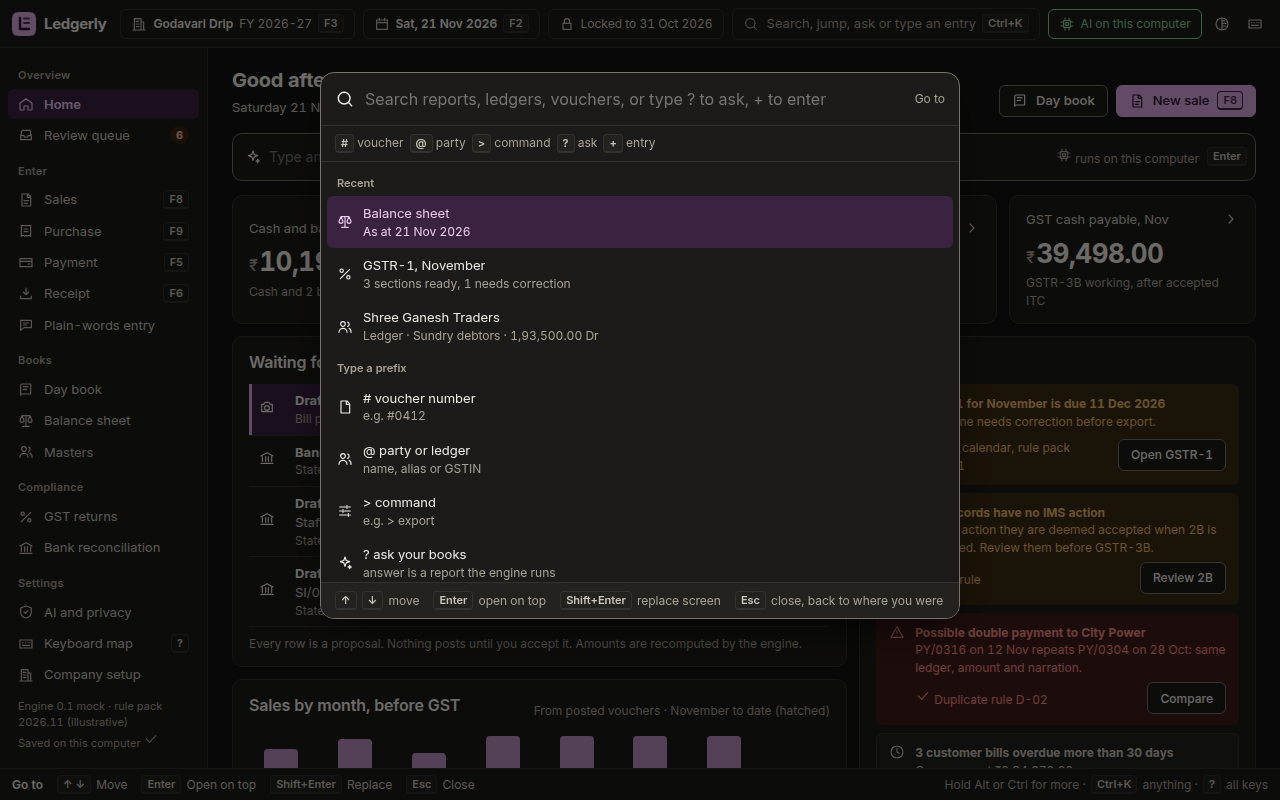 Ledgerly
Godavari Drip FY 2026-27 F3
Sat, 21 Nov 2026 F2
Locked to 31 Oct 2026
Search, jump, ask or type an entry Ctrl+K
AI on this computer
Overview
Home
Review queue 6
Enter
Sales F8
Purchase F9
Payment F5
Receipt F6
Plain-words entry
Books
Day book
Balance sheet
Masters
Compliance
GST returns
Bank reconciliation
Settings
AI and privacy
Keyboard map ?
Company setup
Engine 0.1 mock · rule pack
2026.11 (illustrative)
Saved on this computer
Good afte
Saturday 21 N
Day book
New sale F8
Type an
runs on this computer Enter
Cash and ba
₹10,19
Cash and 2 b
GST cash payable, Nov
₹39,498.00
GSTR-3B working, after accepted
ITC
Search reports, ledgers, vouchers, or type ? to ask, + to enter
Go to
# voucher @ party > command ? ask + entry
Recent
Balance sheet
As at 21 Nov 2026
GSTR-1, November
3 sections ready, 1 needs correction
Shree Ganesh Traders
Ledger · Sundry debtors · 1,93,500.00 Dr
Type a prefix
# voucher number
e.g. #0412
@ party or ledger
name, alias or GSTIN
> command
e.g. > export
? ask your books
answer is a report the engine runs
↑ ↓ move Enter open on top Shift+Enter replace screen Esc close, back to where you were
Waiting fo
Draf
Bill p
Ban
State
Draf
Staf
State
Draf
SI/0
State
Every row is a proposal. Nothing posts until you accept it. Amounts are recomputed by the engine.
Sales by month, before GST
From posted vouchers · November to date (hatched)
1 for November is due 11 Dec 2026
ne needs correction before export.
calendar, rule pack
1
Open GSTR-1
cords have no IMS action
action they are deemed accepted when 2B is
ed. Review them before GSTR-3B.
rule
Review 2B
Possible double payment to City Power
PY/0316 on 12 Nov repeats PY/0304 on 28 Oct: same
ledger, amount and narration.
Duplicate rule D-02
Compare
3 customer bills overdue more than 30 days
Go to ↑↓ Move Enter Open on top Shift+Enter Replace Esc Close
Hold Alt or Ctrl for more · Ctrl+K anything · ? all keys